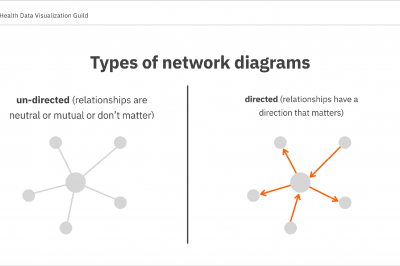 Health Data Visualization Guild
Types of network diagrams
un-directed (relationships are
neutral or mutual or don't matter)
directed (relationships have a
direction that matters)